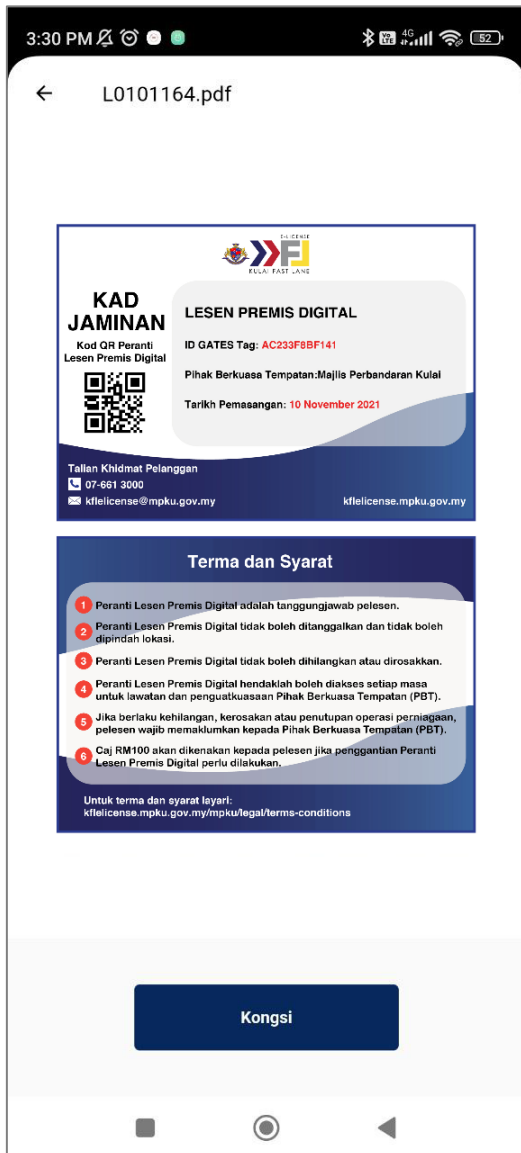 3:30 PM
4G
Vo LTE
52
L0101164.pdf
E-LICENSE
FL
KULAI FAST LANE
KAD
JAMINAN
Kod QR Peranti
Lesen Premis Digital
LESEN PREMIS DIGITAL
ID GATES Tag: AC233F8BF141
Pihak Berkuasa Tempatan:Majlis Perbandaran Kulai
Tarikh Pemasangan: 10 November 2021
Talian Khidmat Pelanggan
07-661 3000
kflelicense@mpku.gov.my
kflelicense.mpku.gov.my
Terma dan Syarat
1 Peranti Lesen Premis Digital adalah tanggungjawab pelesen.
2 Peranti Lesen Premis Digital tidak boleh ditanggalkan dan tidak boleh
dipindah lokasi.
3 Peranti Lesen Premis Digital tidak boleh dihilangkan atau dirosakkan.
4 Peranti Lesen Premis Digital hendaklah boleh diakses setiap masa
untuk lawatan dan penguatkuasaan Pihak Berkuasa Tempatan (PBT).
5 Jika berlaku kehilangan, kerosakan atau penutupan operasi perniagaan,
pelesen wajib memaklumkan kepada Pihak Berkuasa Tempatan (PBT).
6 Caj RM100 akan dikenakan kepada pelesen jika penggantian Peranti
Lesen Premis Digital perlu dilakukan.
Untuk terma dan syarat layari:
kflelicense.mpku.gov.my/mpku/legal/terms-conditions
Kongsi